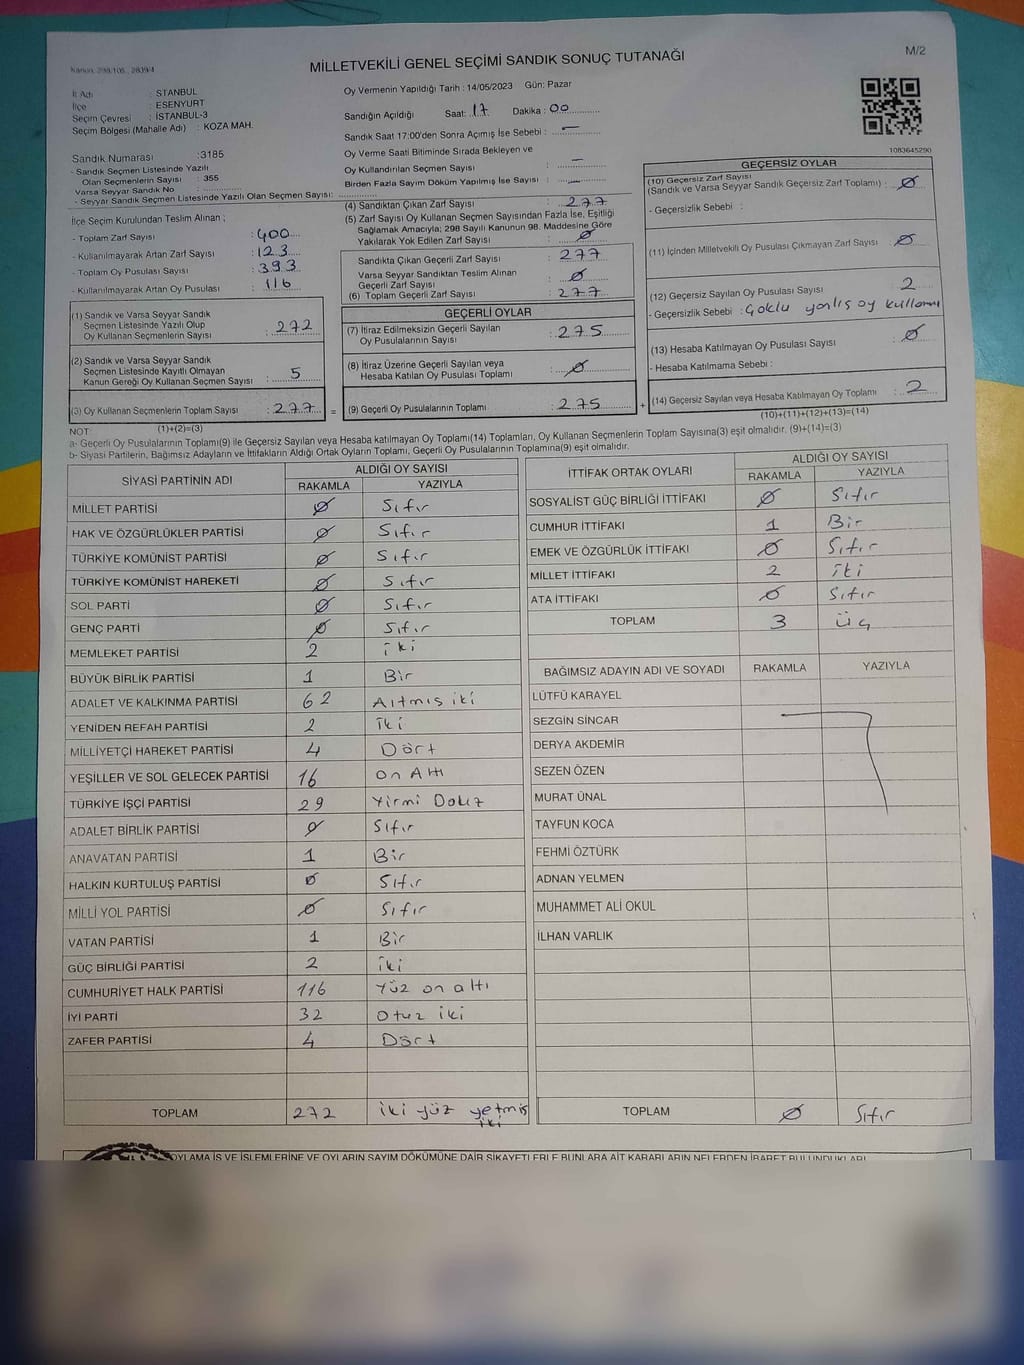 M/2
Kanun, 298/105, 2839/4
MİLLETVEKİLİ GENEL SEÇİMİ SANDIK SONUÇ TUTANAĞI
İl Adı : STANBUL
İlçe : ESENYURT
Seçim Çevresi : İSTANBUL-3
Seçim Bölgesi (Mahalle Adı) : KOZA MAH.
Sandık Numarası :3185
- Sandık Seçmen Listesinde Yazılı
Olan Seçmenlerin Sayısı : 355
Varsa Seyyar Sandık No :
- Seyyar Sandık Seçmen Listesinde Yazılı Olan Seçmen Sayısı:
Oy Vermenin Yapıldığı Tarih : 14/05/2023 Gün: Pazar
Sandığın Açıldığı Saat: 17 Dakika : 00
Sandık Saat 17:00'den Sonra Açımış İse Sebebi : —
Oy Verme Saati Bitiminde Sırada Bekleyen ve
Oy Kullandırılan Seçmen Sayısı : —
Birden Fazla Sayım Döküm Yapılmış İse Sayısı : —
1083645290
İlçe Seçim Kurulundan Teslim Alınan ;
- Toplam Zarf Sayısı : 400
- Kullanılmayarak Artan Zarf Sayısı : 123
- Toplam Oy Pusulası Sayısı : 393
- Kullanılmayarak Artan Oy Pusulası : 116
(4) Sandıktan Çıkan Zarf Sayısı : 277
(5) Zarf Sayısı Oy Kullanan Seçmen Sayısından Fazla İse, Eşitliği
Sağlamak Amacıyla; 298 Sayılı Kanunun 98. Maddesine Göre
Yakılarak Yok Edilen Zarf Sayısı : Ø
Sandıkta Çıkan Geçerli Zarf Sayısı : 277
Varsa Seyyar Sandıktan Teslim Alınan
Geçerli Zarf Sayısı : Ø
(6) Toplam Geçerli Zarf Sayısı : 277
GEÇERSİZ OYLAR
(10) Geçersiz Zarf Sayısı
(Sandık ve Varsa Seyyar Sandık Geçersiz Zarf Toplamı) : Ø
- Geçersizlik Sebebi :
(11) İçinden Milletvekili Oy Pusulası Çıkmayan Zarf Sayısı : Ø
(12) Geçersiz Sayılan Oy Pusulası Sayısı : 2
- Geçersizlik Sebebi : Çoklu yanlış oy kullanımı
(13) Hesaba Katılmayan Oy Pusulası Sayısı : Ø
- Hesaba Katılmama Sebebi :
(14) Geçersiz Sayılan veya Hesaba Katılmayan Oy Toplamı : 2
(10)+(11)+(12)+(13)=(14)
(1) Sandık ve Varsa Seyyar Sandık
Seçmen Listesinde Yazılı Olup
Oy Kullanan Seçmenlerin Sayısı : 272
(2) Sandık ve Varsa Seyyar Sandık
Seçmen Listesinde Kayıtlı Olmayan
Kanun Gereği Oy Kullanan Seçmen Sayısı : 5
(3) Oy Kullanan Seçmenlerin Toplam Sayısı : 277 =
(1)+(2)=(3)
GEÇERLİ OYLAR
(7) İtiraz Edilmeksizin Geçerli Sayılan
Oy Pusulalarının Sayısı : 275
(8) İtiraz Üzerine Geçerli Sayılan veya
Hesaba Katılan Oy Pusulası Toplamı : Ø
(9) Geçerli Oy Pusulalarının Toplamı : 275 +
NOT:
a- Geçerli Oy Pusulalarının Toplamı(9) ile Geçersiz Sayılan veya Hesaba katılmayan Oy Toplamı(14) Toplamları, Oy Kullanan Seçmenlerin Toplam Sayısına(3) eşit olmalıdır. (9)+(14)=(3)
b- Siyasi Partilerin, Bağımsız Adayların ve İttifakların Aldığı Ortak Oyların Toplamı, Geçerli Oy Pusulalarının Toplamına(9) eşit olmalıdır.
SİYASİ PARTİNİN ADI ALDIĞI OY SAYISI
RAKAMLA YAZIYLA
MİLLET PARTİSİ Ø Sıfır
HAK VE ÖZGÜRLÜKLER PARTİSİ Ø Sıfır
TÜRKİYE KOMÜNİST PARTİSİ Ø Sıfır
TÜRKİYE KOMÜNİST HAREKETİ Ø Sıfır
SOL PARTİ Ø Sıfır
GENÇ PARTİ Ø Sıfır
MEMLEKET PARTİSİ 2 iki
BÜYÜK BİRLİK PARTİSİ 1 Bir
ADALET VE KALKINMA PARTİSİ 62 Altmış iki
YENİDEN REFAH PARTİSİ 2 İki
MİLLİYETÇİ HAREKET PARTİSİ 4 Dört
YEŞİLLER VE SOL GELECEK PARTİSİ 16 on Altı
TÜRKİYE İŞÇİ PARTİSİ 29 Yirmi Dokuz
ADALET BİRLİK PARTİSİ Ø Sıfır
ANAVATAN PARTİSİ 1 Bir
HALKIN KURTULUŞ PARTİSİ Ø Sıfır
MİLLİ YOL PARTİSİ Ø Sıfır
VATAN PARTİSİ 1 Bir
GÜÇ BİRLİĞİ PARTİSİ 2 İki
CUMHURİYET HALK PARTİSİ 116 Yüz on altı
İYİ PARTİ 32 Otuz iki
ZAFER PARTİSİ 4 Dört
TOPLAM 272 iki yüz yetmiş iki
İTTİFAK ORTAK OYLARI ALDIĞI OY SAYISI
RAKAMLA YAZIYLA
SOSYALİST GÜÇ BİRLİĞİ İTTİFAKI Ø Sıfır
CUMHUR İTTİFAKI 1 Bir
EMEK VE ÖZGÜRLÜK İTTİFAKI Ø Sıfır
MİLLET İTTİFAKI 2 İki
ATA İTTİFAKI Ø Sıfır
TOPLAM 3 Üç
BAĞIMSIZ ADAYIN ADI VE SOYADI RAKAMLA YAZIYLA
LÜTFÜ KARAYEL
SEZGİN SİNCAR
DERYA AKDEMİR
SEZEN ÖZEN
MURAT ÜNAL
TAYFUN KOCA
FEHMİ ÖZTÜRK
ADNAN YELMEN
MUHAMMET ALİ OKUL
İLHAN VARLIK
TOPLAM Ø Sıfır
OYLAMA İŞ VE İŞLEMLERİNE VE OYLARIN SAYIM DÖKÜMÜNE DAİR ŞİKAYETLERLE BUNLARA AİT KARARLARIN NELERDEN İBARET BULUNDUKLARI